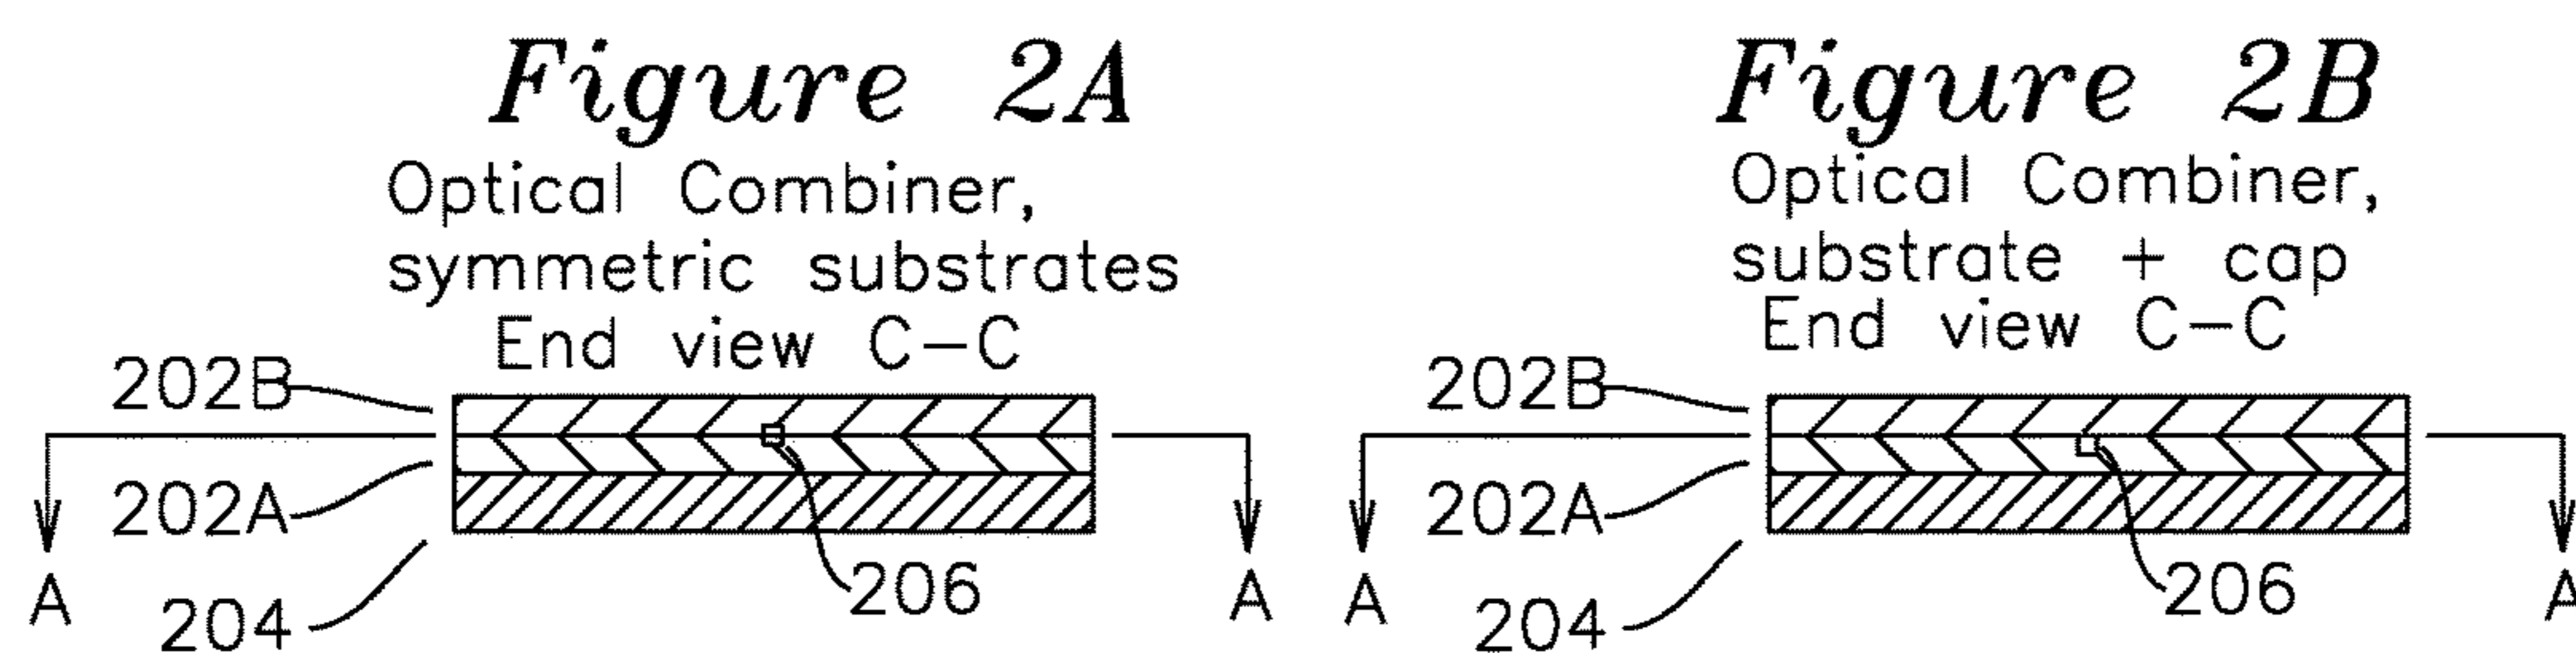 Figure 2A
Optical Combiner,
symmetric substrates
End view C-C
202B
202A
204
206
A
A
Figure 2B
Optical Combiner,
substrate + cap
End view C-C
202B
202A
204
206
A
A